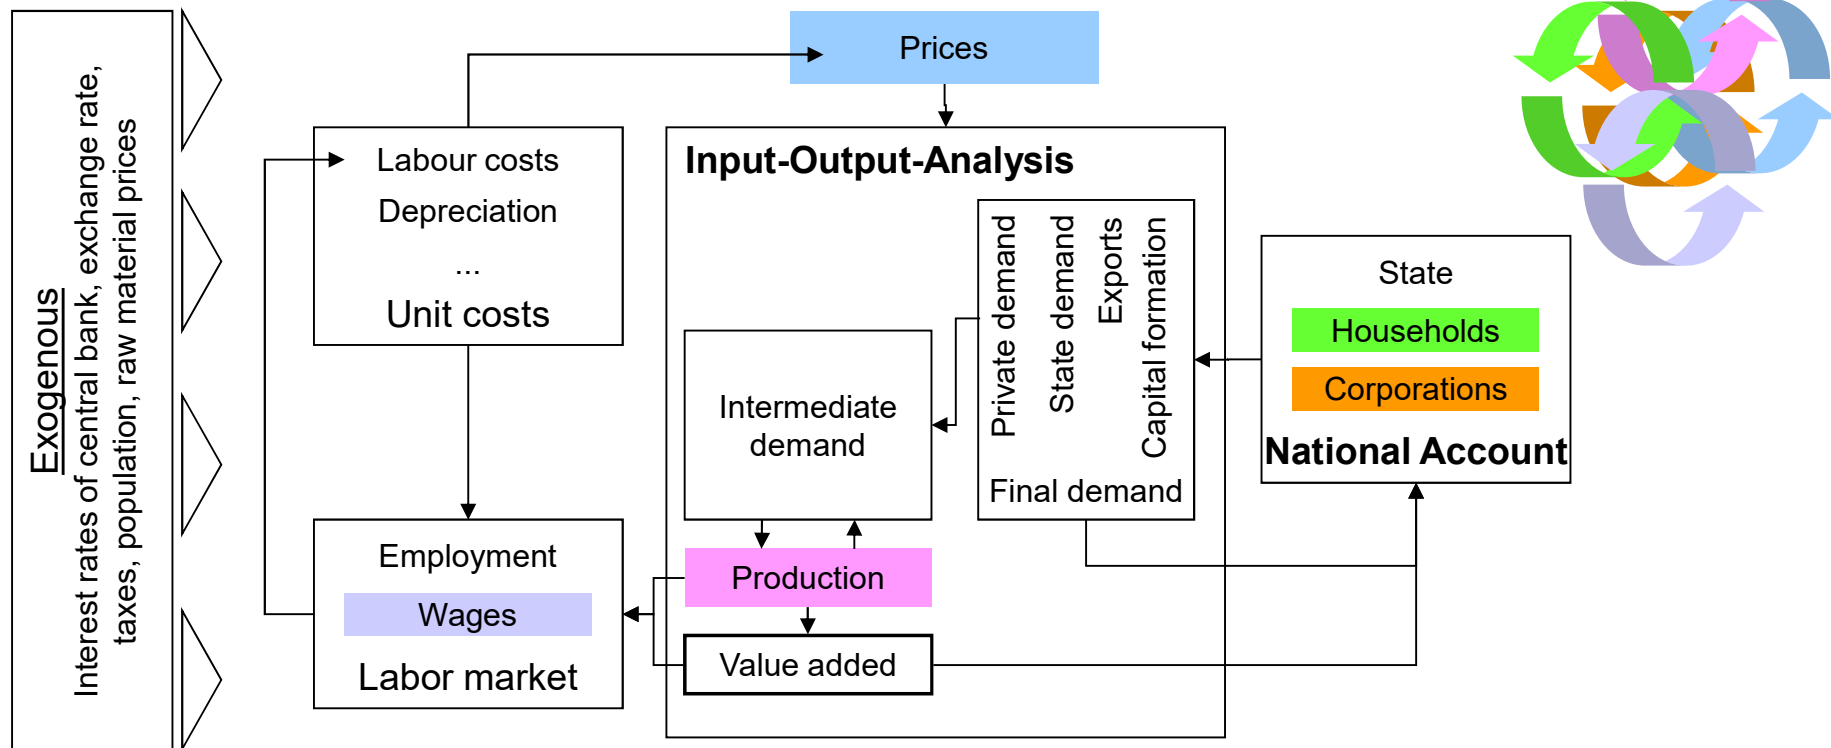 Exogenous
Interest rates of central bank, exchange rate,
taxes, population, raw material prices
Prices
Labour costs
Depreciation
...
Unit costs
Employment
Wages
Labor market
Input-Output-Analysis
Intermediate
demand
Production
Value added
Private demand
State demand
Exports
Capital formation
Final demand
State
Households
Corporations
National Account